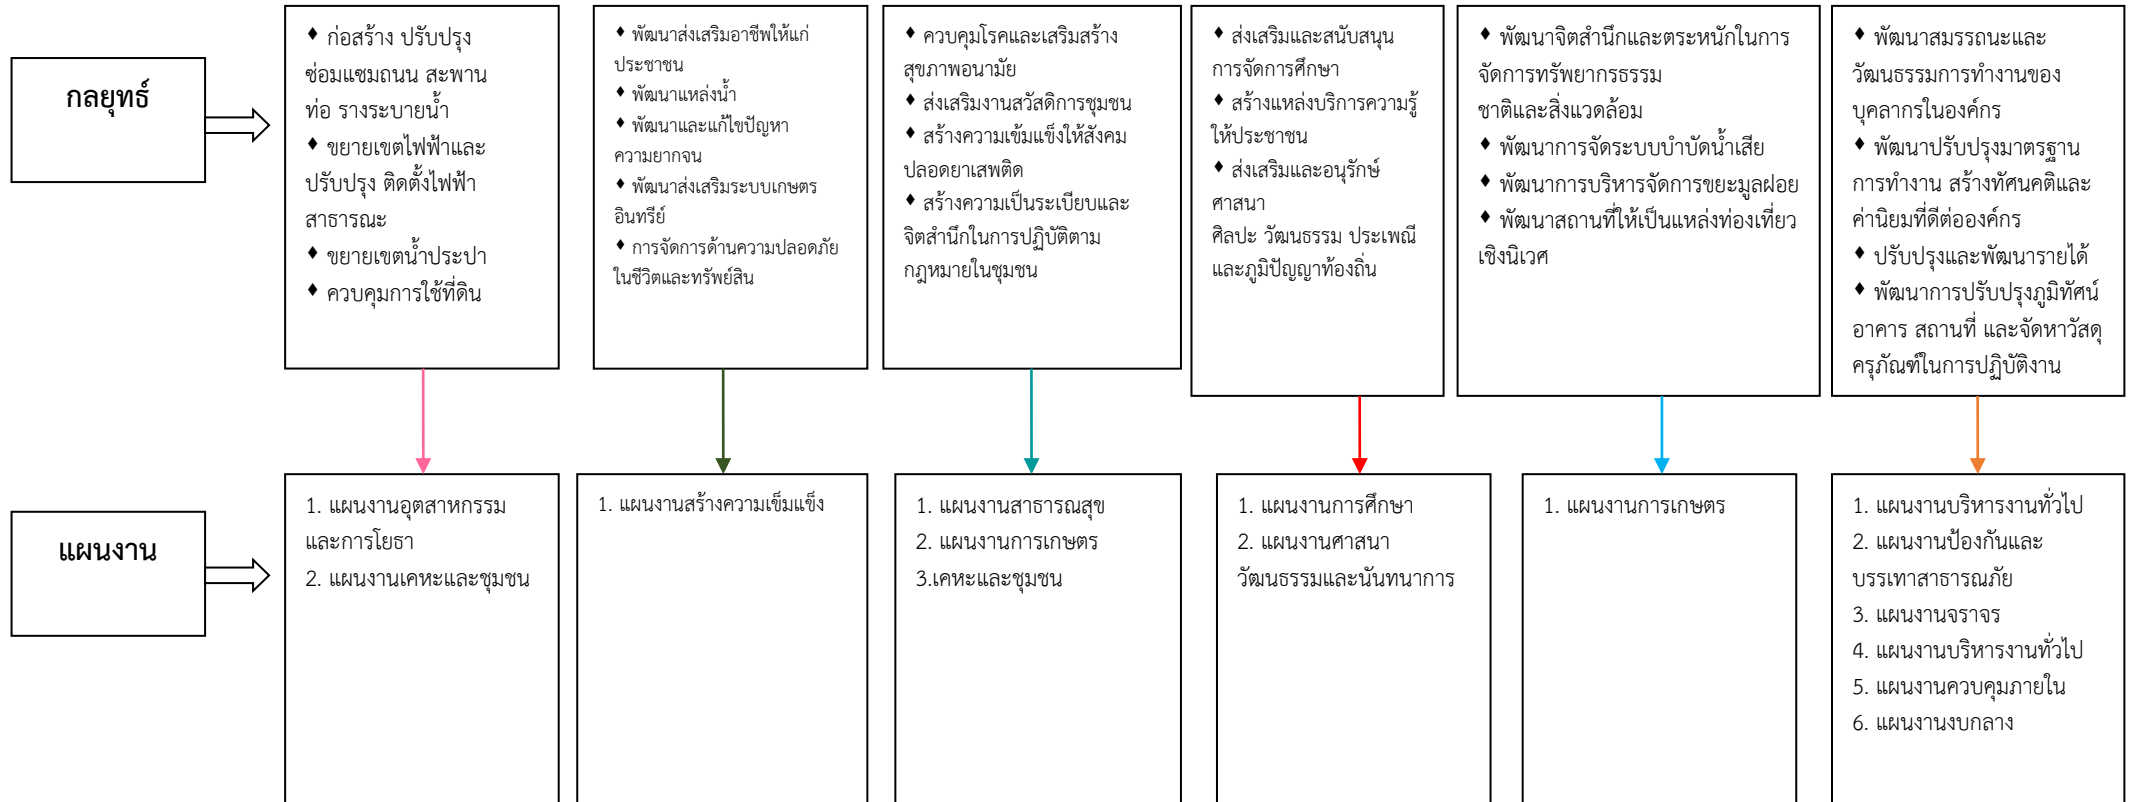 กลยุทธ์
♦ ก่อสร้าง ปรับปรุง
ซ่อมแซมถนน สะพาน
ท่อ รางระบายน้ำ
♦ ขยายเขตไฟฟ้าและ
ปรับปรุง ติดตั้งไฟฟ้า
สาธารณะ
♦ ขยายเขตน้ำประปา
♦ ควบคุมการใช้ที่ดิน
♦ พัฒนาส่งเสริมอาชีพให้แก่
ประชาชน
♦ พัฒนาแหล่งน้ำ
♦ พัฒนาและแก้ไขปัญหา
ความยากจน
♦ พัฒนาส่งเสริมระบบเกษตร
อินทรีย์
♦ การจัดการด้านความปลอดภัย
ในชีวิตและทรัพย์สิน
♦ ควบคุมโรคและเสริมสร้าง
สุขภาพอนามัย
♦ ส่งเสริมงานสวัสดิการชุมชน
♦ สร้างความเข้มแข็งให้สังคม
ปลอดยาเสพติด
♦ สร้างความเป็นระเบียบและ
จิตสำนึกในการปฏิบัติตาม
กฎหมายในชุมชน
♦ ส่งเสริมและสนับสนุน
การจัดการศึกษา
♦ สร้างแหล่งบริการความรู้
ให้ประชาชน
♦ ส่งเสริมและอนุรักษ์
ศาสนา
ศิลปะ วัฒนธรรม ประเพณี
และภูมิปัญญาท้องถิ่น
♦ พัฒนาจิตสำนึกและตระหนักในการ
จัดการทรัพยากรธรรม
ชาติและสิ่งแวดล้อม
♦ พัฒนาการจัดระบบบำบัดน้ำเสีย
♦ พัฒนาการบริหารจัดการขยะมูลฝอย
♦ พัฒนาสถานที่ให้เป็นแหล่งท่องเที่ยว
เชิงนิเวศ
♦ พัฒนาสมรรถนะและ
วัฒนธรรมการทำงานของ
บุคลากรในองค์กร
♦ พัฒนาปรับปรุงมาตรฐาน
การทำงาน สร้างทัศนคติและ
ค่านิยมที่ดีต่อองค์กร
♦ ปรับปรุงและพัฒนารายได้
♦ พัฒนาการปรับปรุงภูมิทัศน์
อาคาร สถานที่ และจัดหาวัสดุ
ครุภัณฑ์ในการปฏิบัติงาน
แผนงาน
1. แผนงานอุตสาหกรรม
และการโยธา
2. แผนงานเคหะและชุมชน
1. แผนงานสร้างความเข็มแข็ง
1. แผนงานสาธารณสุข
2. แผนงานการเกษตร
3.เคหะและชุมชน
1. แผนงานการศึกษา
2. แผนงานศาสนา
วัฒนธรรมและนันทนาการ
1. แผนงานการเกษตร
1. แผนงานบริหารงานทั่วไป
2. แผนงานป้องกันและ
บรรเทาสาธารณภัย
3. แผนงานจราจร
4. แผนงานบริหารงานทั่วไป
5. แผนงานควบคุมภายใน
6. แผนงานงบกลาง